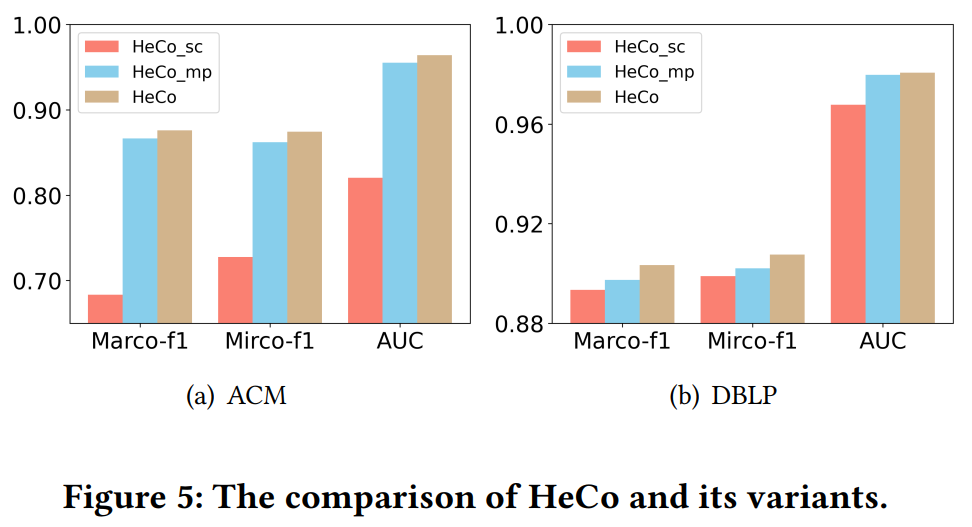 1.00
0.90
0.80
0.70
HeCo_sc
HeCo_mp
HeCo
Marco-f1 Mirco-f1 AUC
(a) ACM
1.00
0.96
0.92
0.88
HeCo_sc
HeCo_mp
HeCo
Marco-f1 Mirco-f1 AUC
(b) DBLP
Figure 5: The comparison of HeCo and its variants.